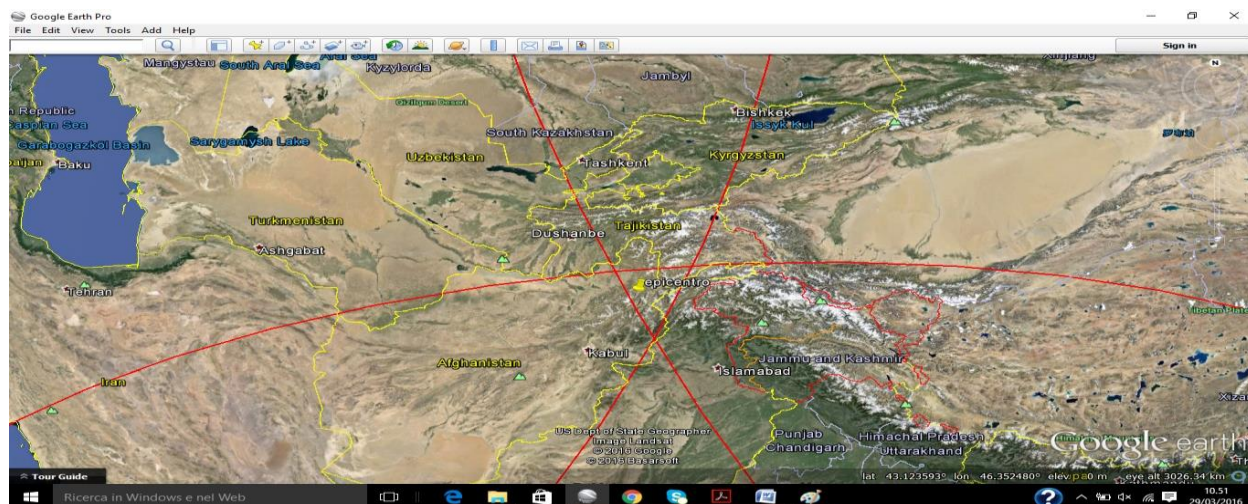 Google Earth Pro
File Edit View Tools Add Help
Sign in
N
Mangystau South Aral Sea Kyzylorda
Jambyl
Qizilqum Desert
Republic
Caspian Sea
Garabogazköl Basin
Sarygamysh Lake
South Kazakhstan
Bishkek
Issyk Kul
Baku
Uzbekistan
Tashkent
Kyrgyzstan
Turkmenistan
Dushanbe
Tajikistan
Ashgabat
Tehran
epicentro
Kabul
Afghanistan
Jammu and Kashmir
Islamabad
Iran
US Dept of State Geographer
Image Landsat
© 2016 Google
© 2016 Basarsoft
Punjab
Chandigarh
Himachal Pradesh
Uttarakhand
Google earth
Tour Guide
lat 43.123593° lon 46.352480° elev 0 m eye alt 3026.34 km
Ricerca in Windows e nel Web
10.51
29/03/2016